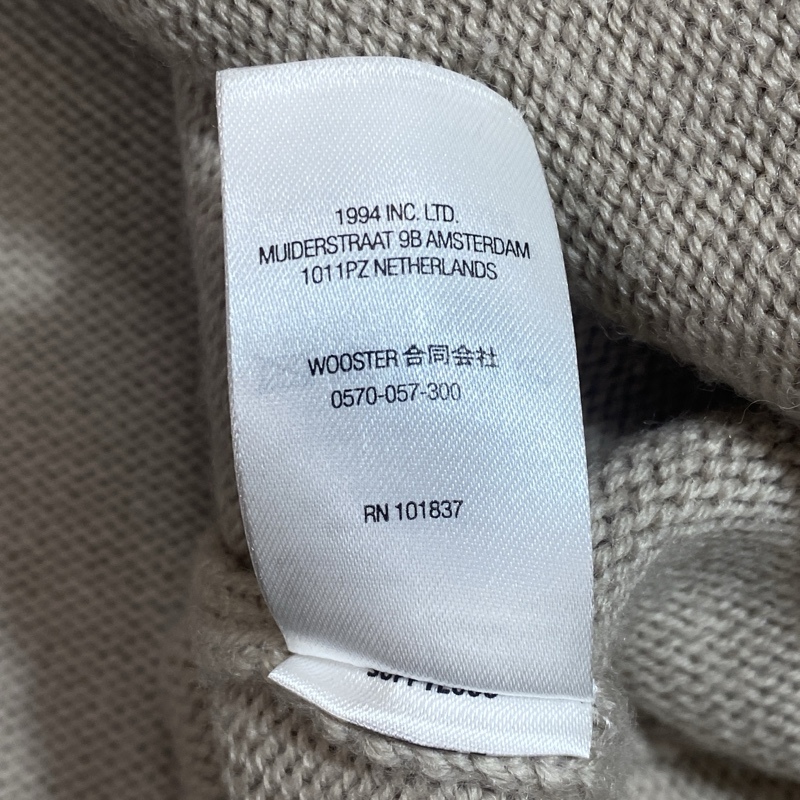 1994 INC. LTD.
MUIDERSTRAAT 9B AMSTERDAM
1011PZ NETHERLANDS
WOOSTER 合同会社
0570-057-300
RN 101837